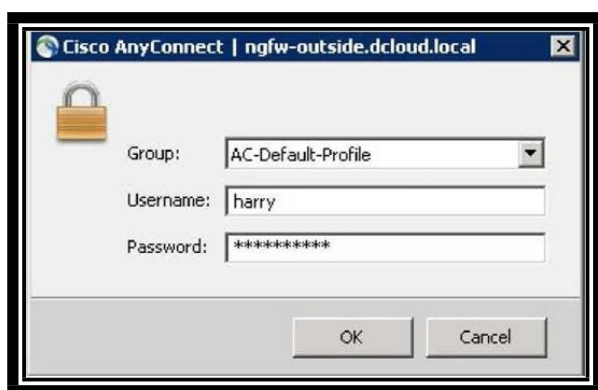 Cisco AnyConnect | ngfw-outside.dcloud.local
Group: AC-Default-Profile
Username: harry
Password: **********
OK Cancel